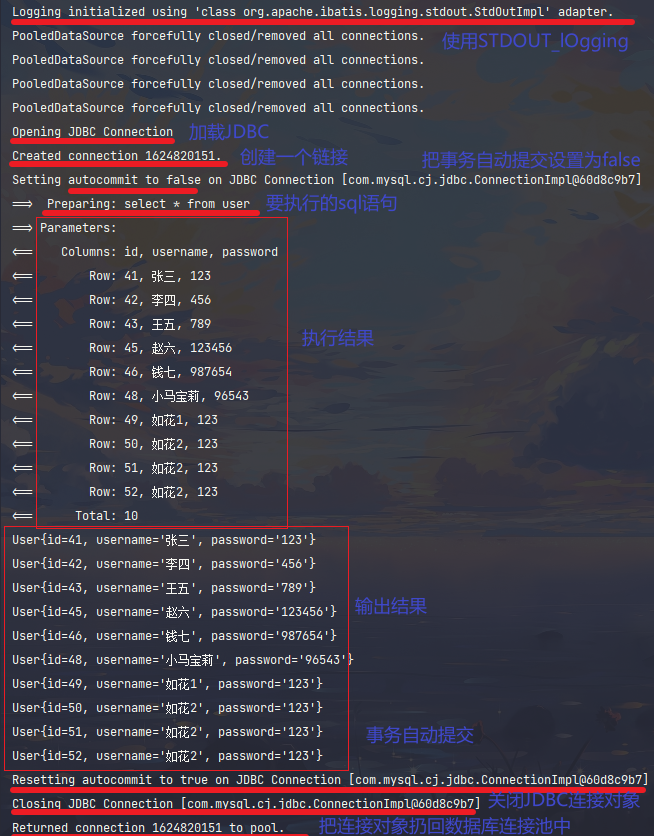 Logging initialized using 'class org.apache.ibatis.logging.stdout.StdOutImpl' adapter.
PooledDataSource forcefully closed/removed all connections.
使用STDOUT_lOgging
PooledDataSource forcefully closed/removed all connections.
PooledDataSource forcefully closed/removed all connections.
PooledDataSource forcefully closed/removed all connections.
Opening JDBC Connection
加载JDBC
Created connection 1624820151.
创建一个链接
把事务自动提交设置为false
Setting autocommit to false on JDBC Connection [com.mysql.cj.jdbc.ConnectionImpl@60d8c9b7]
==> Preparing: select * from user
要执行的sql语句
==> Parameters:
<== Columns: id, username, password
<== Row: 41, 张三, 123
<== Row: 42, 李四, 456
<== Row: 43, 王五, 789
执行结果
<== Row: 45, 赵六, 123456
<== Row: 46, 钱七, 987654
<== Row: 48, 小马宝莉, 96543
<== Row: 49, 如花1, 123
<== Row: 50, 如花2, 123
<== Row: 51, 如花2, 123
<== Row: 52, 如花2, 123
<== Total: 10
User{id=41, username='张三', password='123'}
User{id=42, username='李四', password='456'}
User{id=43, username='王五', password='789'}
User{id=45, username='赵六', password='123456'}
输出结果
User{id=46, username='钱七', password='987654'}
User{id=48, username='小马宝莉', password='96543'}
User{id=49, username='如花1', password='123'}
User{id=50, username='如花2', password='123'}
User{id=51, username='如花2', password='123'}
事务自动提交
User{id=52, username='如花2', password='123'}
Resetting autocommit to true on JDBC Connection [com.mysql.cj.jdbc.ConnectionImpl@60d8c9b7]
Closing JDBC Connection [com.mysql.cj.jdbc.ConnectionImpl@60d8c9b7]
关闭JDBC连接对象
Returned connection 1624820151 to pool.
把连接对象扔回数据库连接池中